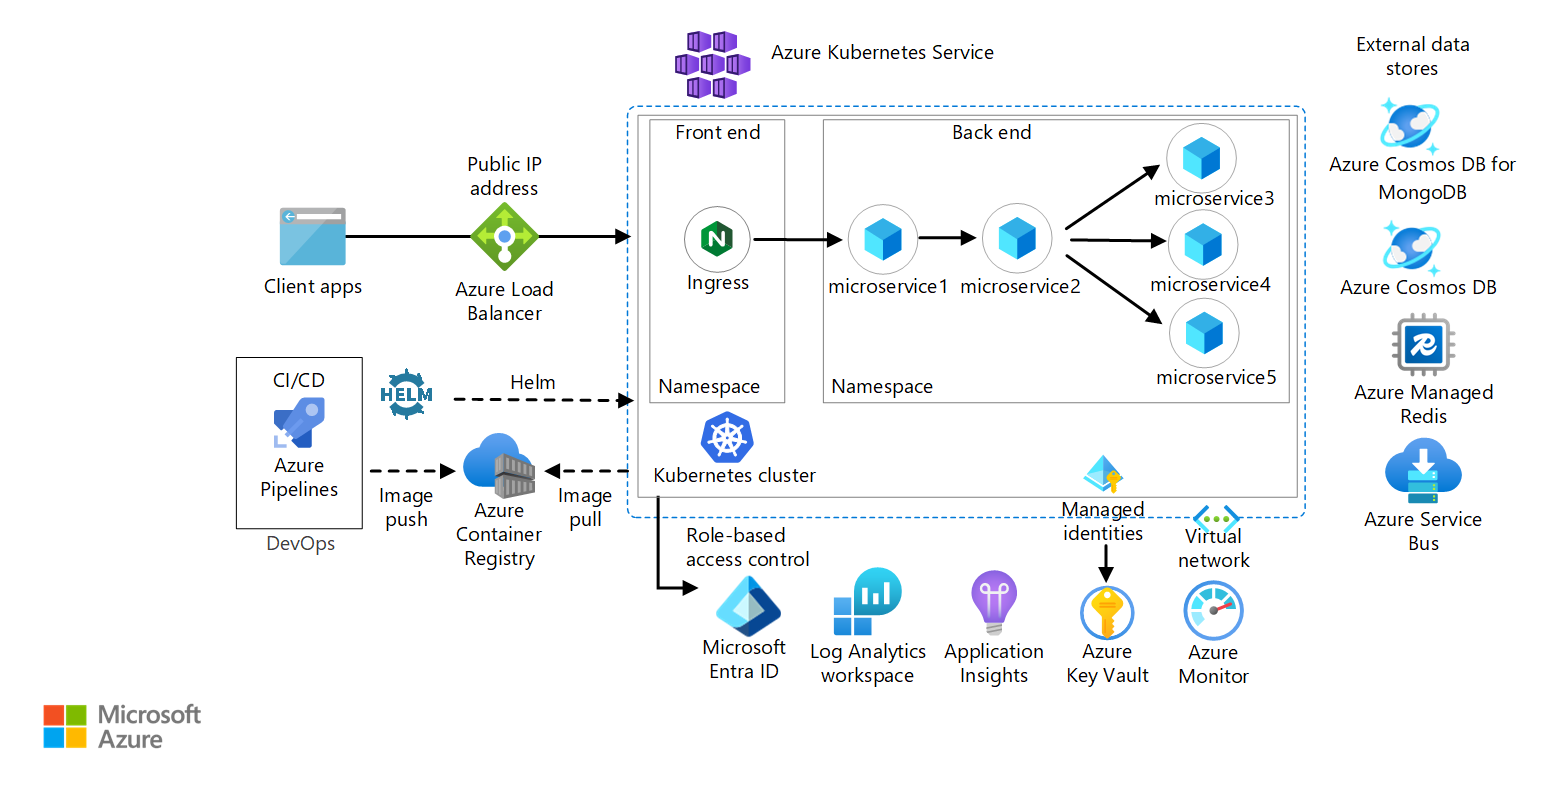 Azure Kubernetes Service
External data
stores
Front end
Back end
Public IP
address
Client apps
Azure Load
Balancer
Ingress
microservice1
microservice2
microservice3
microservice4
microservice5
Namespace
Namespace
Azure Cosmos DB for
MongoDB
Azure Cosmos DB
Azure Managed
Redis
Azure Service
Bus
CI/CD
Azure
Pipelines
DevOps
HELM
Helm
Image
push
Azure
Container
Registry
Image
pull
Kubernetes cluster
Role-based
access control
Managed
identities
Virtual
network
Microsoft
Entra ID
Log Analytics
workspace
Application
Insights
Azure
Key Vault
Azure
Monitor
Microsoft
Azure